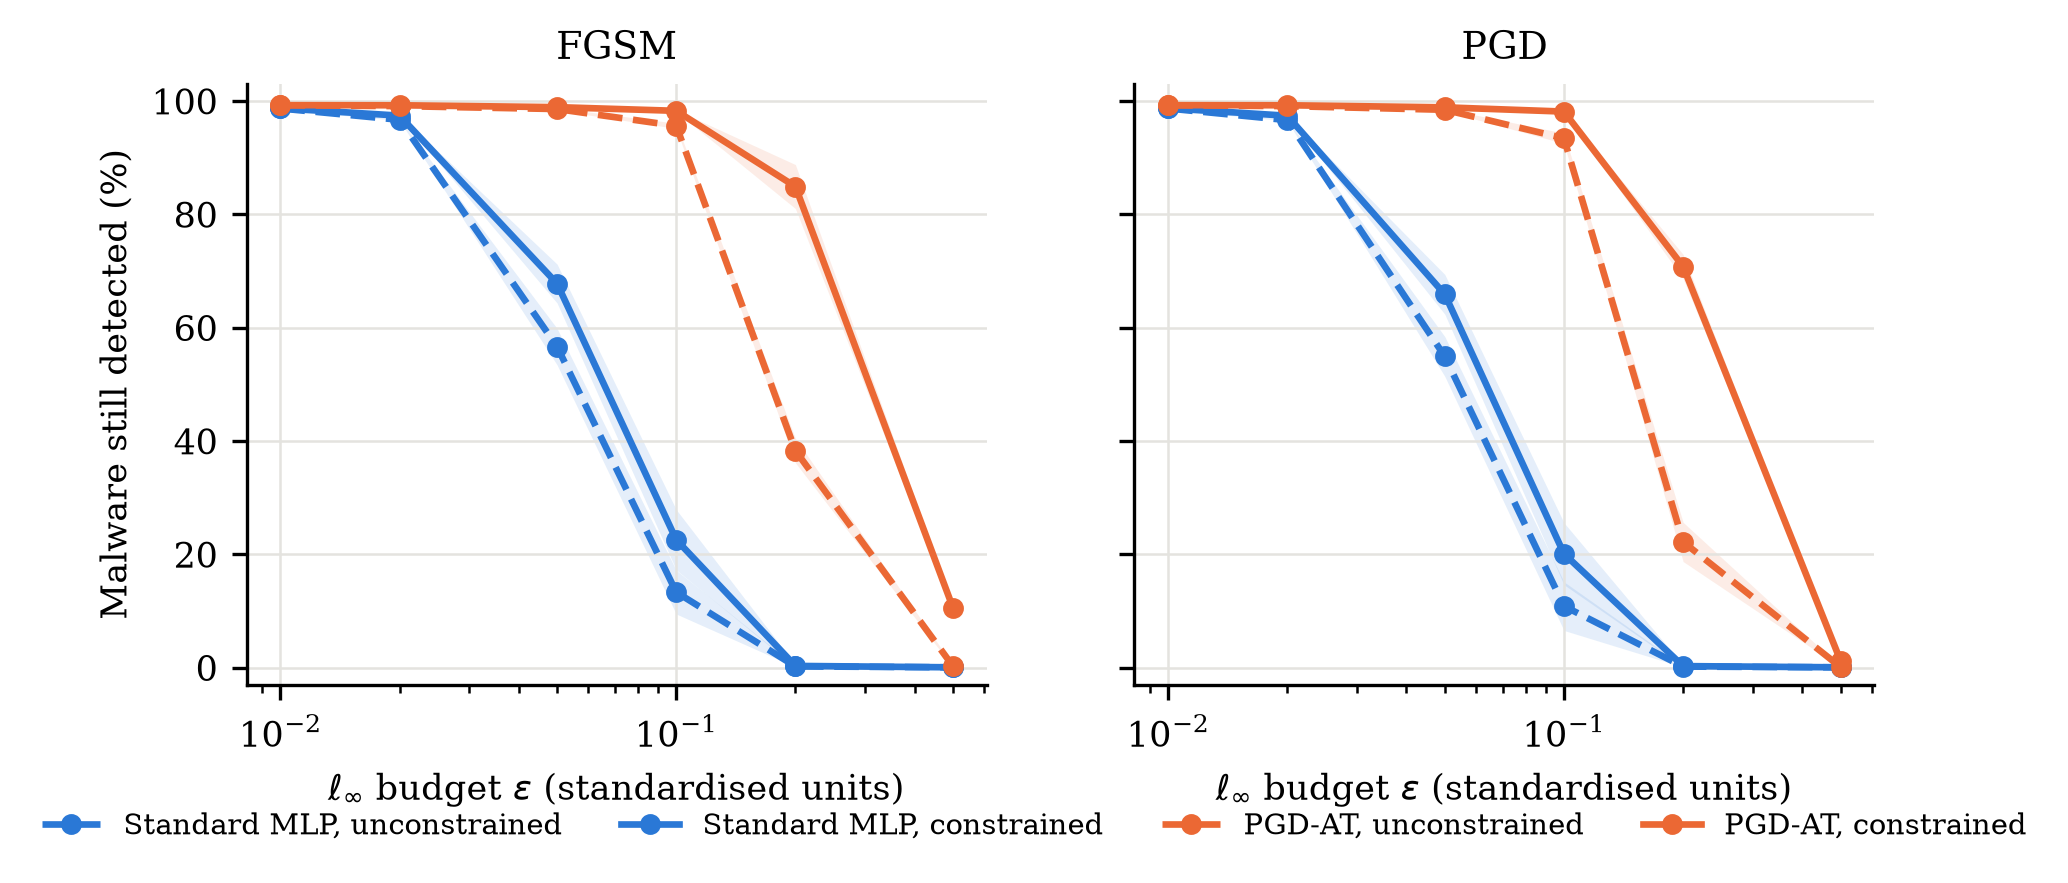 FGSM
PGD
Malware still detected (%)
100
80
60
40
20
0
10⁻²
10⁻¹
10⁻²
10⁻¹
ℓ∞ budget ε (standardised units)
ℓ∞ budget ε (standardised units)
Standard MLP, unconstrained
Standard MLP, constrained
PGD-AT, unconstrained
PGD-AT, constrained